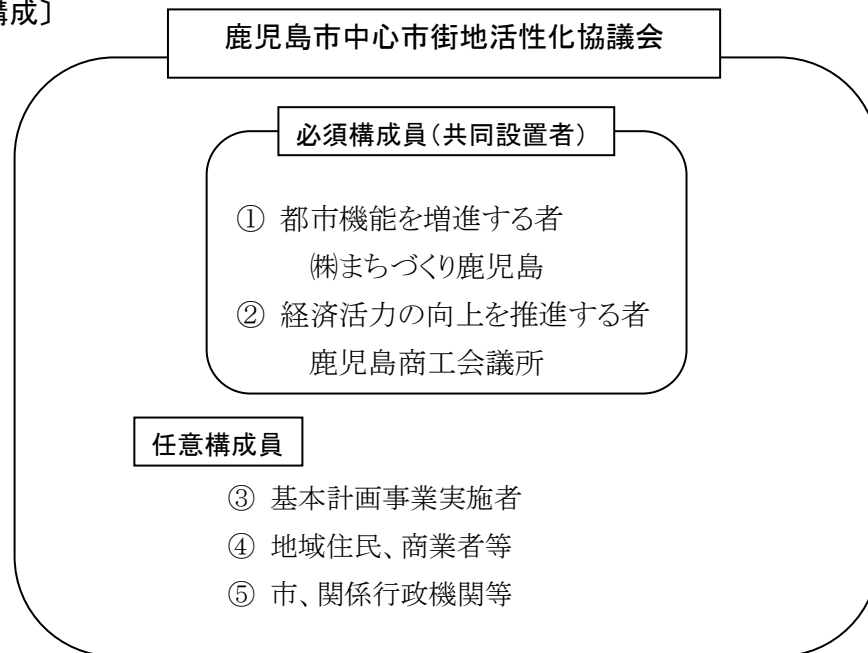 構成〕
鹿児島市中心市街地活性化協議会
必須構成員（共同設置者）
① 都市機能を増進する者
㈱まちづくり鹿児島
② 経済活力の向上を推進する者
鹿児島商工会議所
任意構成員
③ 基本計画事業実施者
④ 地域住民、商業者等
⑤ 市、関係行政機関等